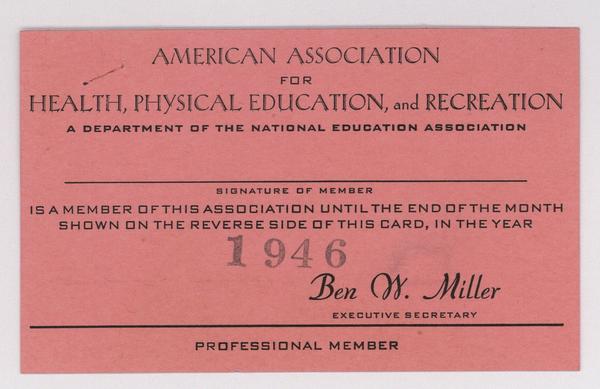 AMERICAN ASSOCIATION
FOR
HEALTH, PHYSICAL EDUCATION, and RECREATION
A DEPARTMENT OF THE NATIONAL EDUCATION ASSOCIATION
SIGNATURE OF MEMBER
IS A MEMBER OF THIS ASSOCIATION UNTIL THE END OF THE MONTH
SHOWN ON THE REVERSE SIDE OF THIS CARD, IN THE YEAR
1946
Ben W. Miller
EXECUTIVE SECRETARY
PROFESSIONAL MEMBER